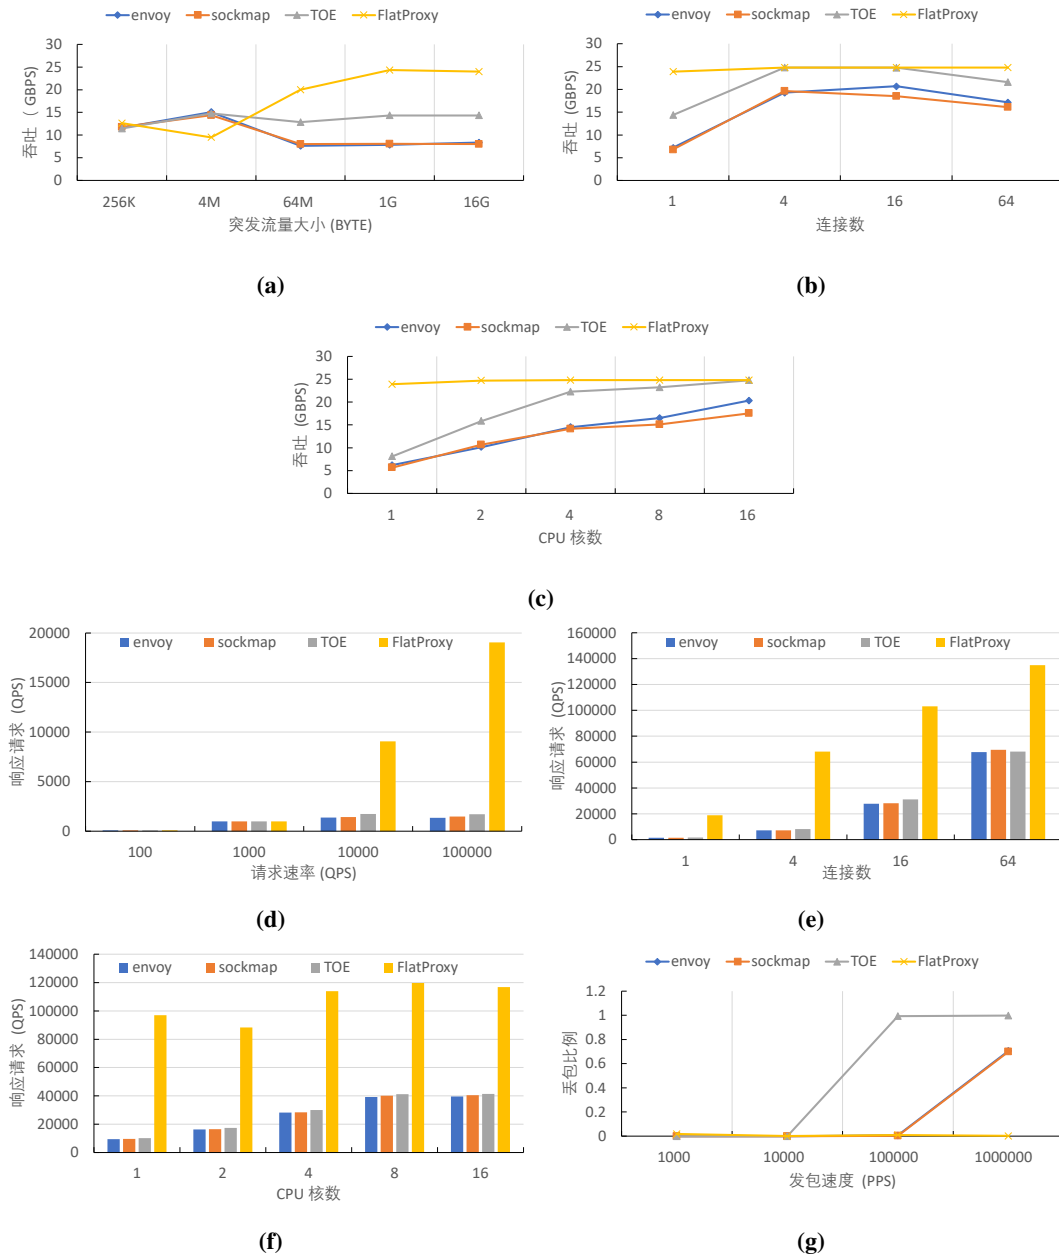 envoy sockmap TOE FlatProxy
30
25
20
15
10
5
0
吞吐（ (GBPS)
256K 4M 64M 1G 16G
突发流量大小 (BYTE)
(a)
envoy sockmap TOE FlatProxy
30
25
20
15
10
5
0
吞吐 (GBPS)
1 4 16 64
连接数
(b)
envoy sockmap TOE FlatProxy
30
25
20
15
10
5
0
吞吐 (GBPS)
1 2 4 8 16
CPU 核数
(c)
envoy sockmap TOE FlatProxy
20000
15000
10000
5000
0
响应请求 (QPS)
100 1000 10000 100000
请求速率 (QPS)
(d)
envoy sockmap TOE FlatProxy
160000
140000
120000
100000
80000
60000
40000
20000
0
响应请求 (QPS)
1 4 16 64
连接数
(e)
envoy sockmap TOE FlatProxy
140000
120000
100000
80000
60000
40000
20000
0
响应请求 (QPS)
1 2 4 8 16
CPU 核数
(f)
envoy sockmap TOE FlatProxy
1.2
1
0.8
0.6
0.4
0.2
0
丢包比例
1000 10000 100000 1000000
发包速度 (PPS)
(g)